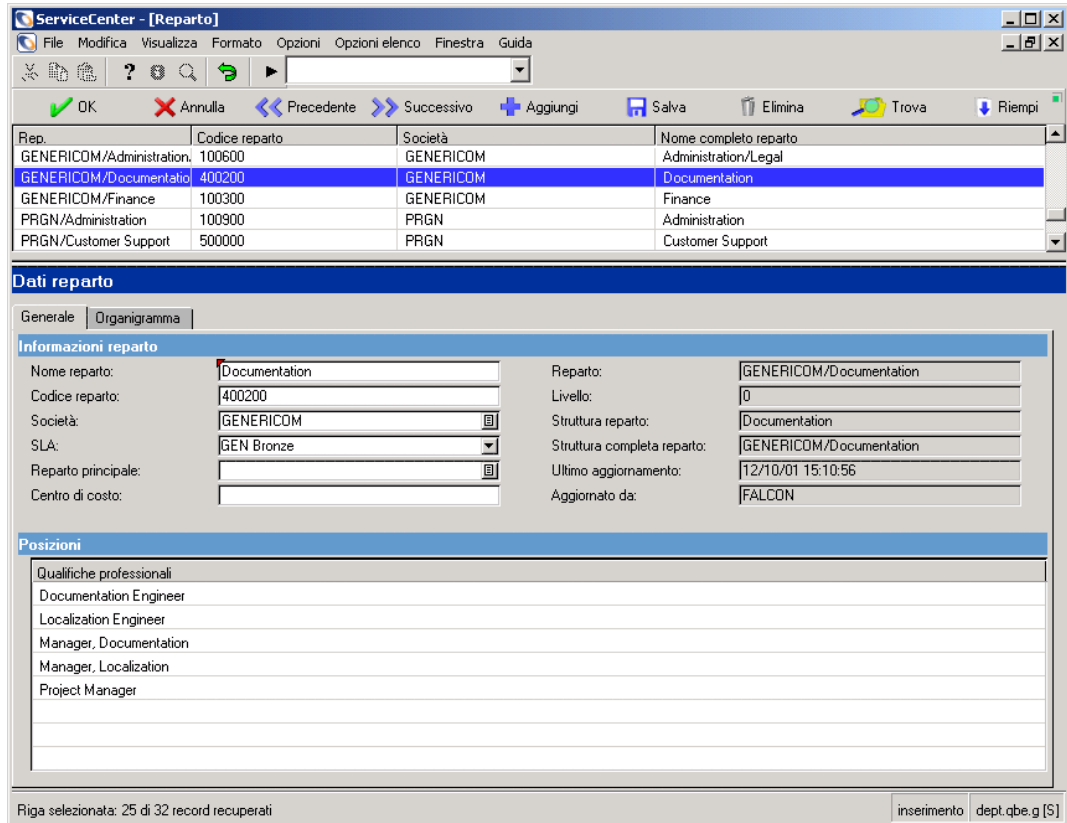 ServiceCenter - [Reparto]
File Modifica Visualizza Formato Opzioni Opzioni elenco Finestra Guida
OK Annulla Precedente Successivo Aggiungi Salva Elimina Trova Riempi
Rep. Codice reparto Società Nome completo reparto
GENERICOM/Administration. 100600 GENERICOM Administration/Legal
GENERICOM/Documentatio 400200 GENERICOM Documentation
GENERICOM/Finance 100300 GENERICOM Finance
PRGN/Administration 100900 PRGN Administration
PRGN/Customer Support 500000 PRGN Customer Support
Dati reparto
Generale Organigramma
Informazioni reparto
Nome reparto: Documentation Reparto: GENERICOM/Documentation
Codice reparto: 400200 Livello: 0
Società: GENERICOM Struttura reparto: Documentation
SLA: GEN Bronze Struttura completa reparto: GENERICOM/Documentation
Reparto principale: Ultimo aggiornamento: 12/10/01 15:10:56
Centro di costo: Aggiornato da: FALCON
Posizioni
Qualifiche professionali
Documentation Engineer
Localization Engineer
Manager, Documentation
Manager, Localization
Project Manager
Riga selezionata: 25 di 32 record recuperati inserimento dept.qbe.g [S]